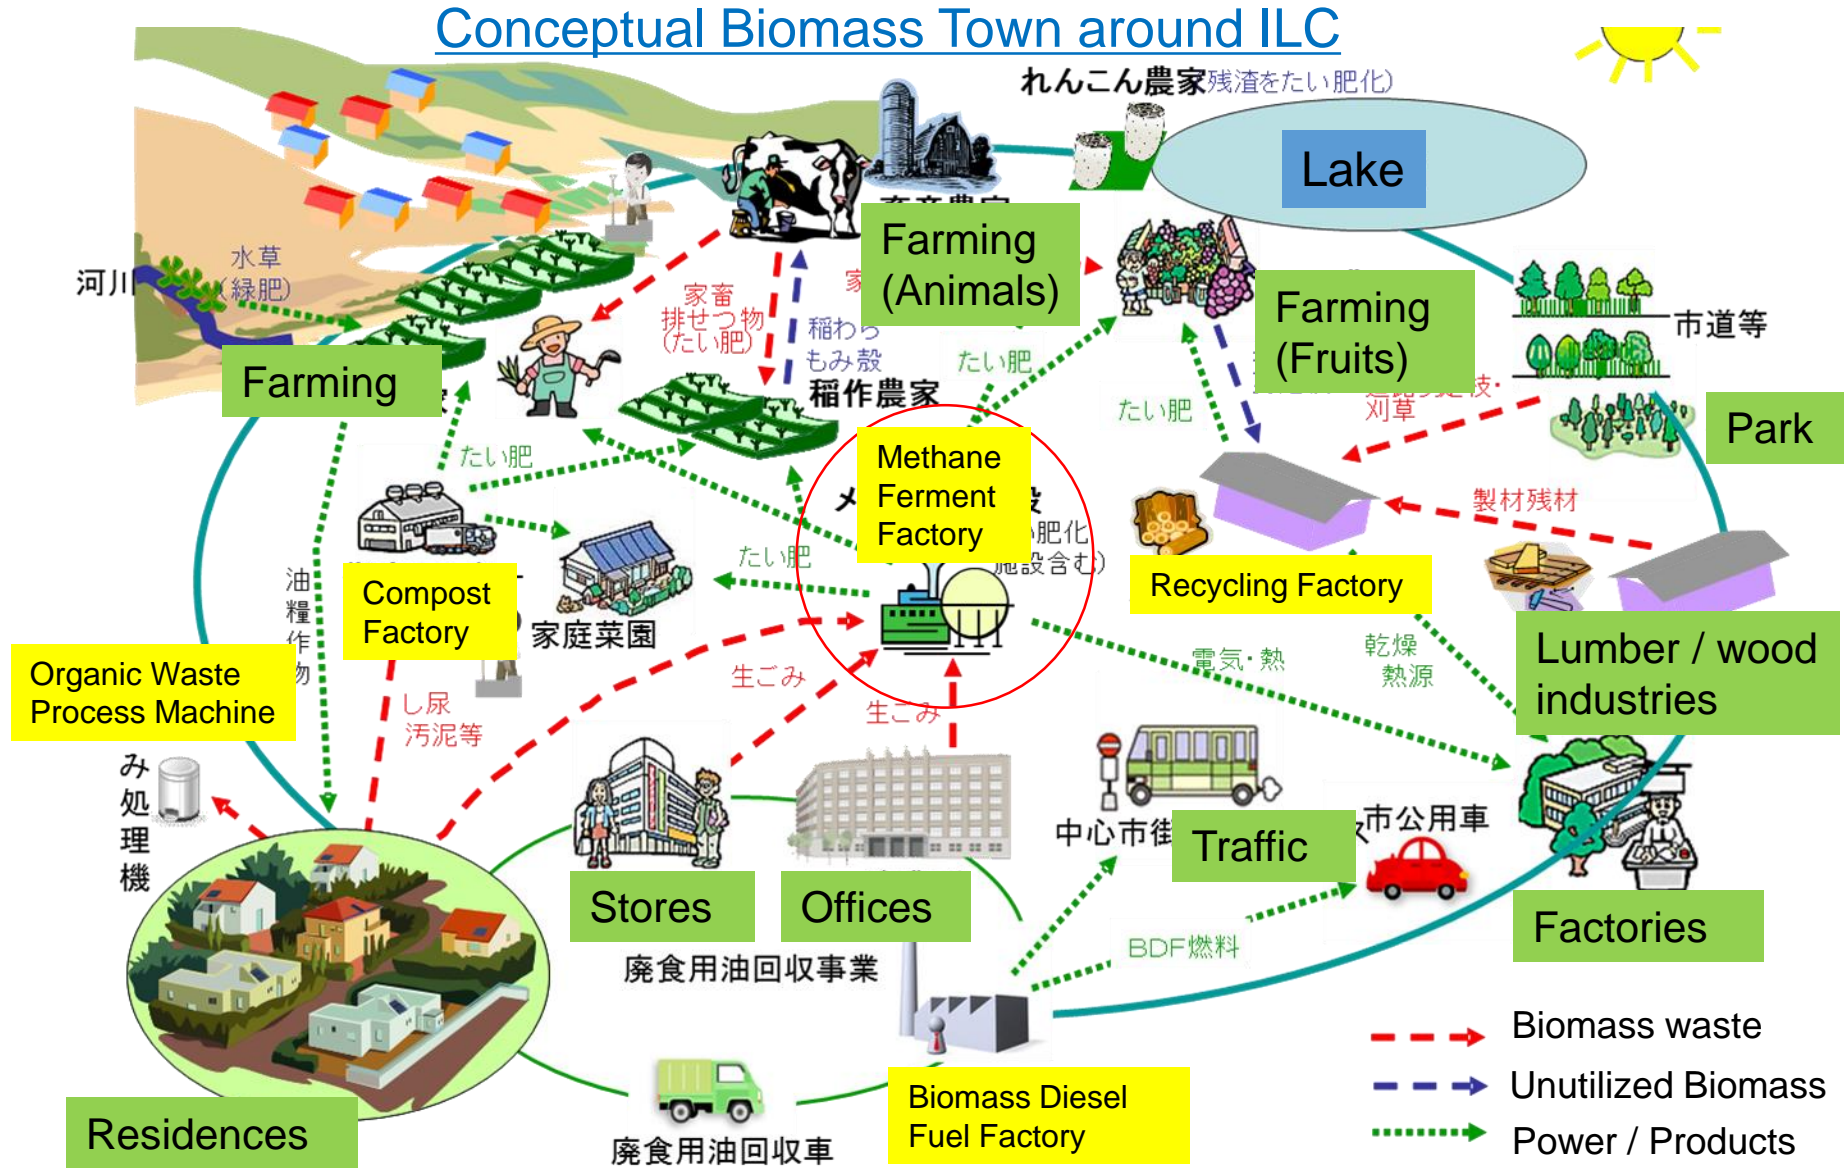 Conceptual Biomass Town around ILC
れんこん農家
(残渣をたい肥化)
Lake
Farming
(Animals)
河川
水草
(緑肥)
家畜
排せつ物
(たい肥)
稲わら
もみ殻
稲作農家
たい肥
Farming
(Fruits)
市道等
刈草
Park
Farming
たい肥
たい肥
Methane
Ferment
Factory
肥化
施設含む)
製材残材
Recycling Factory
Compost
Factory
家庭菜園
たい肥
油
糧
作
物
Organic Waste
Process Machine
し尿
汚泥等
生ごみ
生ごみ
電気・熱
乾燥
熱源
Lumber / wood
industries
み
処
理
機
中心市街
Traffic
市公用車
Stores
Offices
Factories
BDF燃料
廃食用油回収事業
Residences
廃食用油回収車
Biomass Diesel
Fuel Factory
Biomass waste
Unutilized Biomass
Power / Products